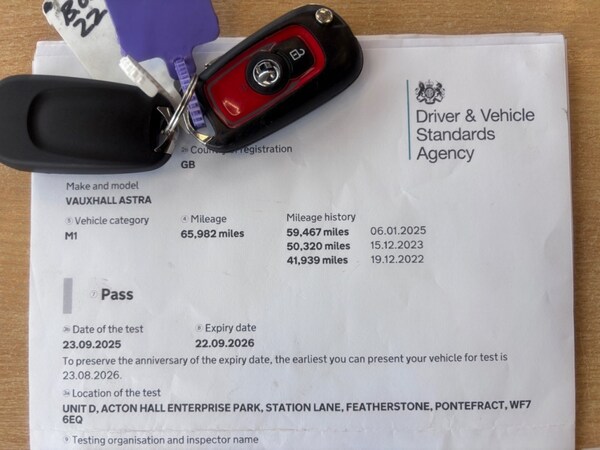 22
Driver & Vehicle
Standards
Agency
Country of registration
GB
Make and model
VAUXHALL ASTRA
Vehicle category
M1
Mileage
65,982 miles
Mileage history
59,467 miles 06.01.2025
50,320 miles 15.12.2023
41,939 miles 19.12.2022
Pass
Date of the test
23.09.2025
Expiry date
22.09.2026
To preserve the anniversary of the expiry date, the earliest you can present your vehicle for test is
23.08.2026.
Location of the test
UNIT D, ACTON HALL ENTERPRISE PARK, STATION LANE, FEATHERSTONE, PONTEFRACT, WF7
6EQ
Testing organisation and inspector name